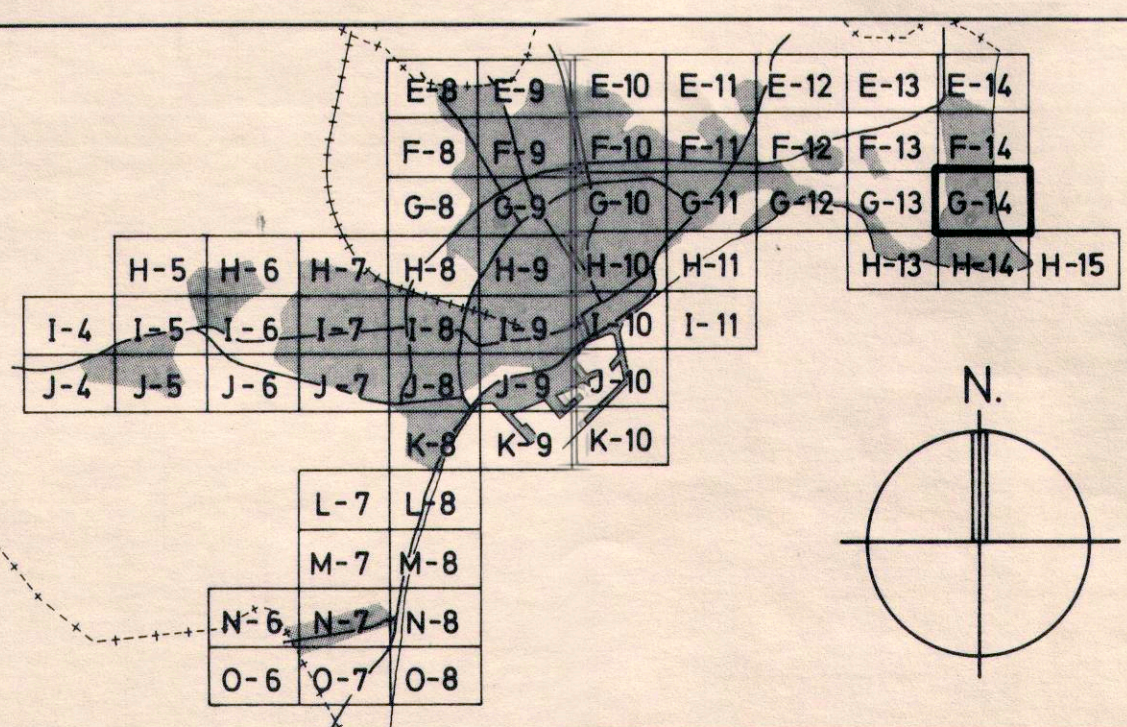 E-8 E-9 E-10 E-11 E-12 E-13 E-14
F-8 F-9 F-10 F-11 F-12 F-13 F-14
G-8 G-9 G-10 G-11 G-12 G-13 G-14
H-5 H-6 H-7 H-8 H-9 H-10 H-11 H-13 H-14 H-15
I-4 I-5 I-6 I-7 I-8 I-9 I-10 I-11
J-4 J-5 J-6 J-7 J-8 J-9 J-10
N.
K-8 K-9 K-10
L-7 L-8
M-7 M-8
N-6 N-7 N-8
O-6 O-7 O-8